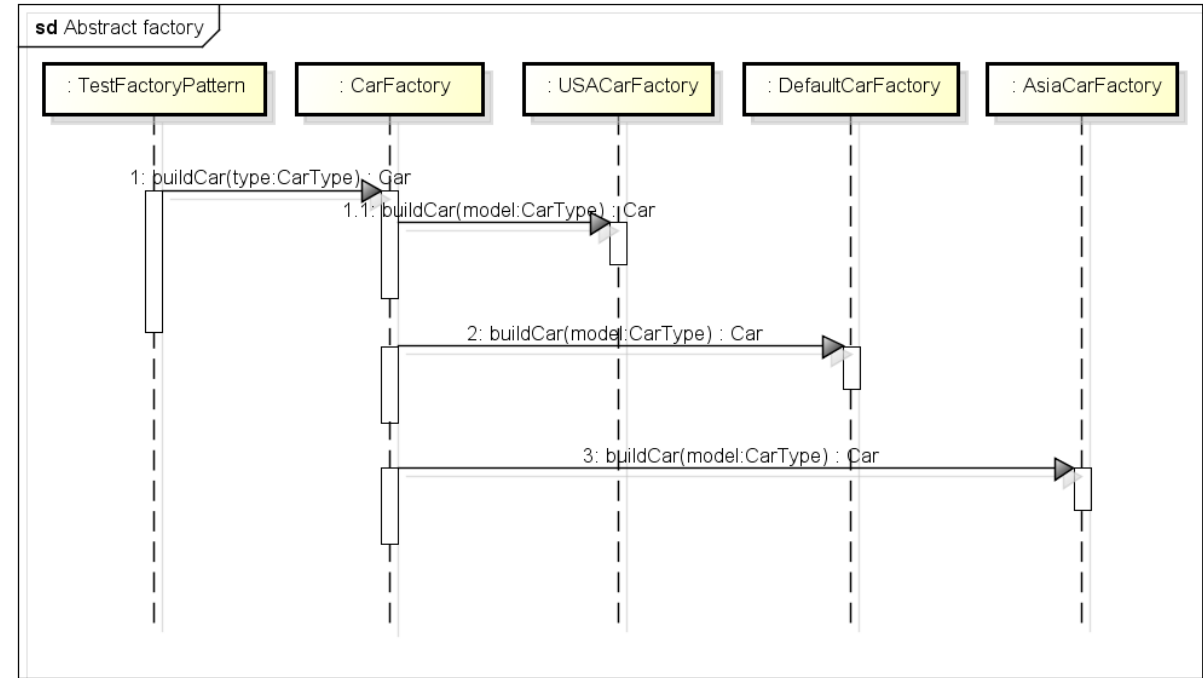 sd Abstract factory
: TestFactoryPattern
: CarFactory
: USACarFactory
: DefaultCarFactory
: AsiaCarFactory
1: buildCar(type:CarType) : Car
1.1: buildCar(model:CarType) : Car
2: buildCar(model:CarType) : Car
3: buildCar(model:CarType) : Car